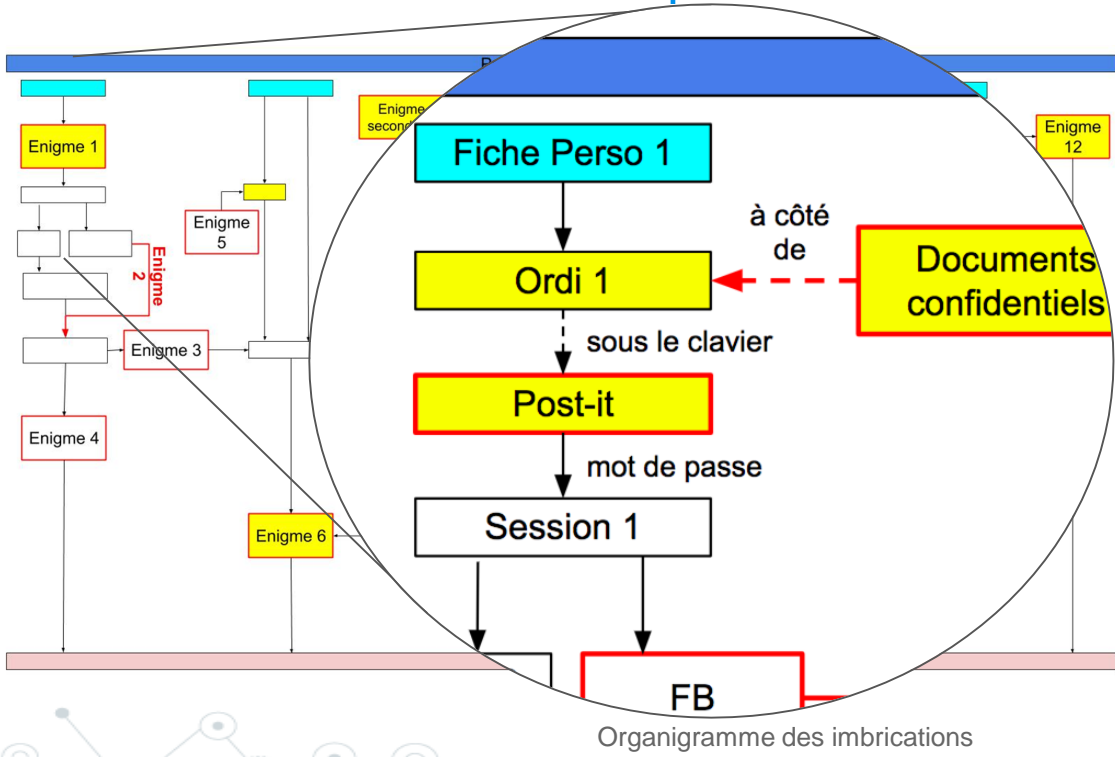 Enigme 1
Enigme
5
Enigme 2
Enigme 3
Enigme 4
Enigme 6
Enigme
Enigme
12
Fiche Perso 1
à côté
de
Ordi 1
Documents
confidentiels
sous le clavier
Post-it
mot de passe
Session 1
FB
Organigramme des imbrications